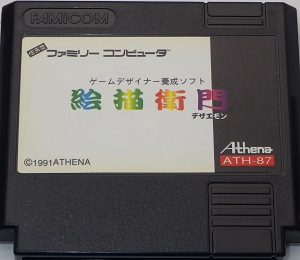 FAMICOM
ファミリー コンピュータ
ゲームデザイナー養成ソフト
絵描衛門
デザエモン
©1991ATHENA
Athena
ATH-87